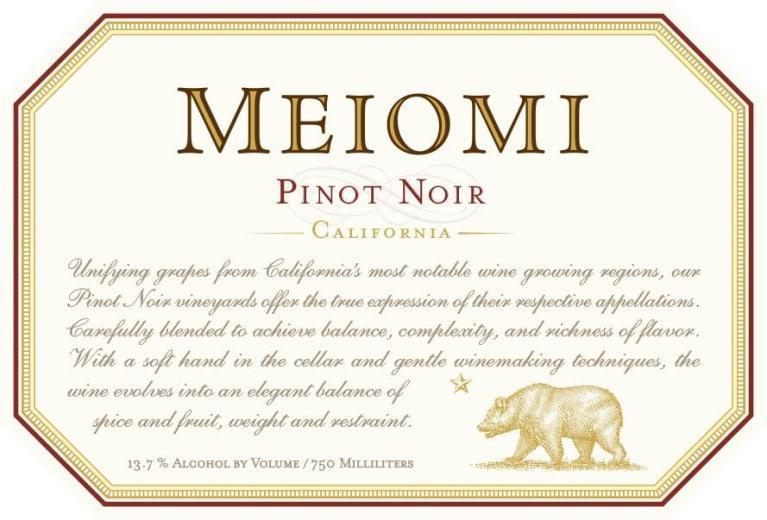 MEIOMI
PINOT NOIR
CALIFORNIA
Unifying grapes from California's most notable wine growing regions, our
Pinot Noir vineyards offer the true expression of their respective appellations.
Carefully blended to achieve balance, complexity, and richness of flavor.
With a soft hand in the cellar and gentle winemaking techniques, the
wine evolves into an elegant balance of
spice and fruit, weight and restraint.
13.7 % ALCOHOL BY VOLUME / 750 MILLILITERS